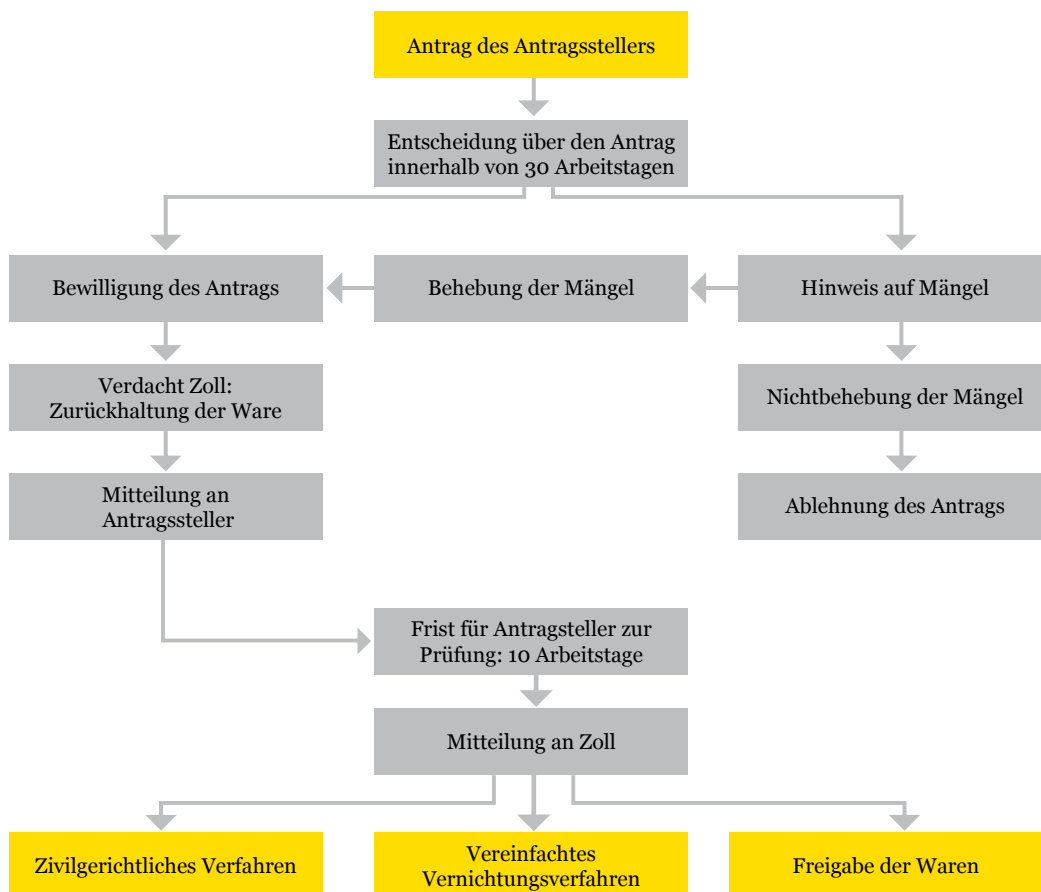 Antrag des Antragsstellers
Entscheidung über den Antrag
innerhalb von 30 Arbeitstagen
Bewilligung des Antrags
Behebung der Mängel
Hinweis auf Mängel
Verdacht Zoll:
Zurückhaltung der Ware
Nichtbehebung der Mängel
Mitteilung an
Antragssteller
Ablehnung des Antrags
Frist für Antragsteller zur
Prüfung: 10 Arbeitstage
Mitteilung an Zoll
Zivilgerichtliches Verfahren
Vereinfachtes
Vernichtungsverfahren
Freigabe der Waren